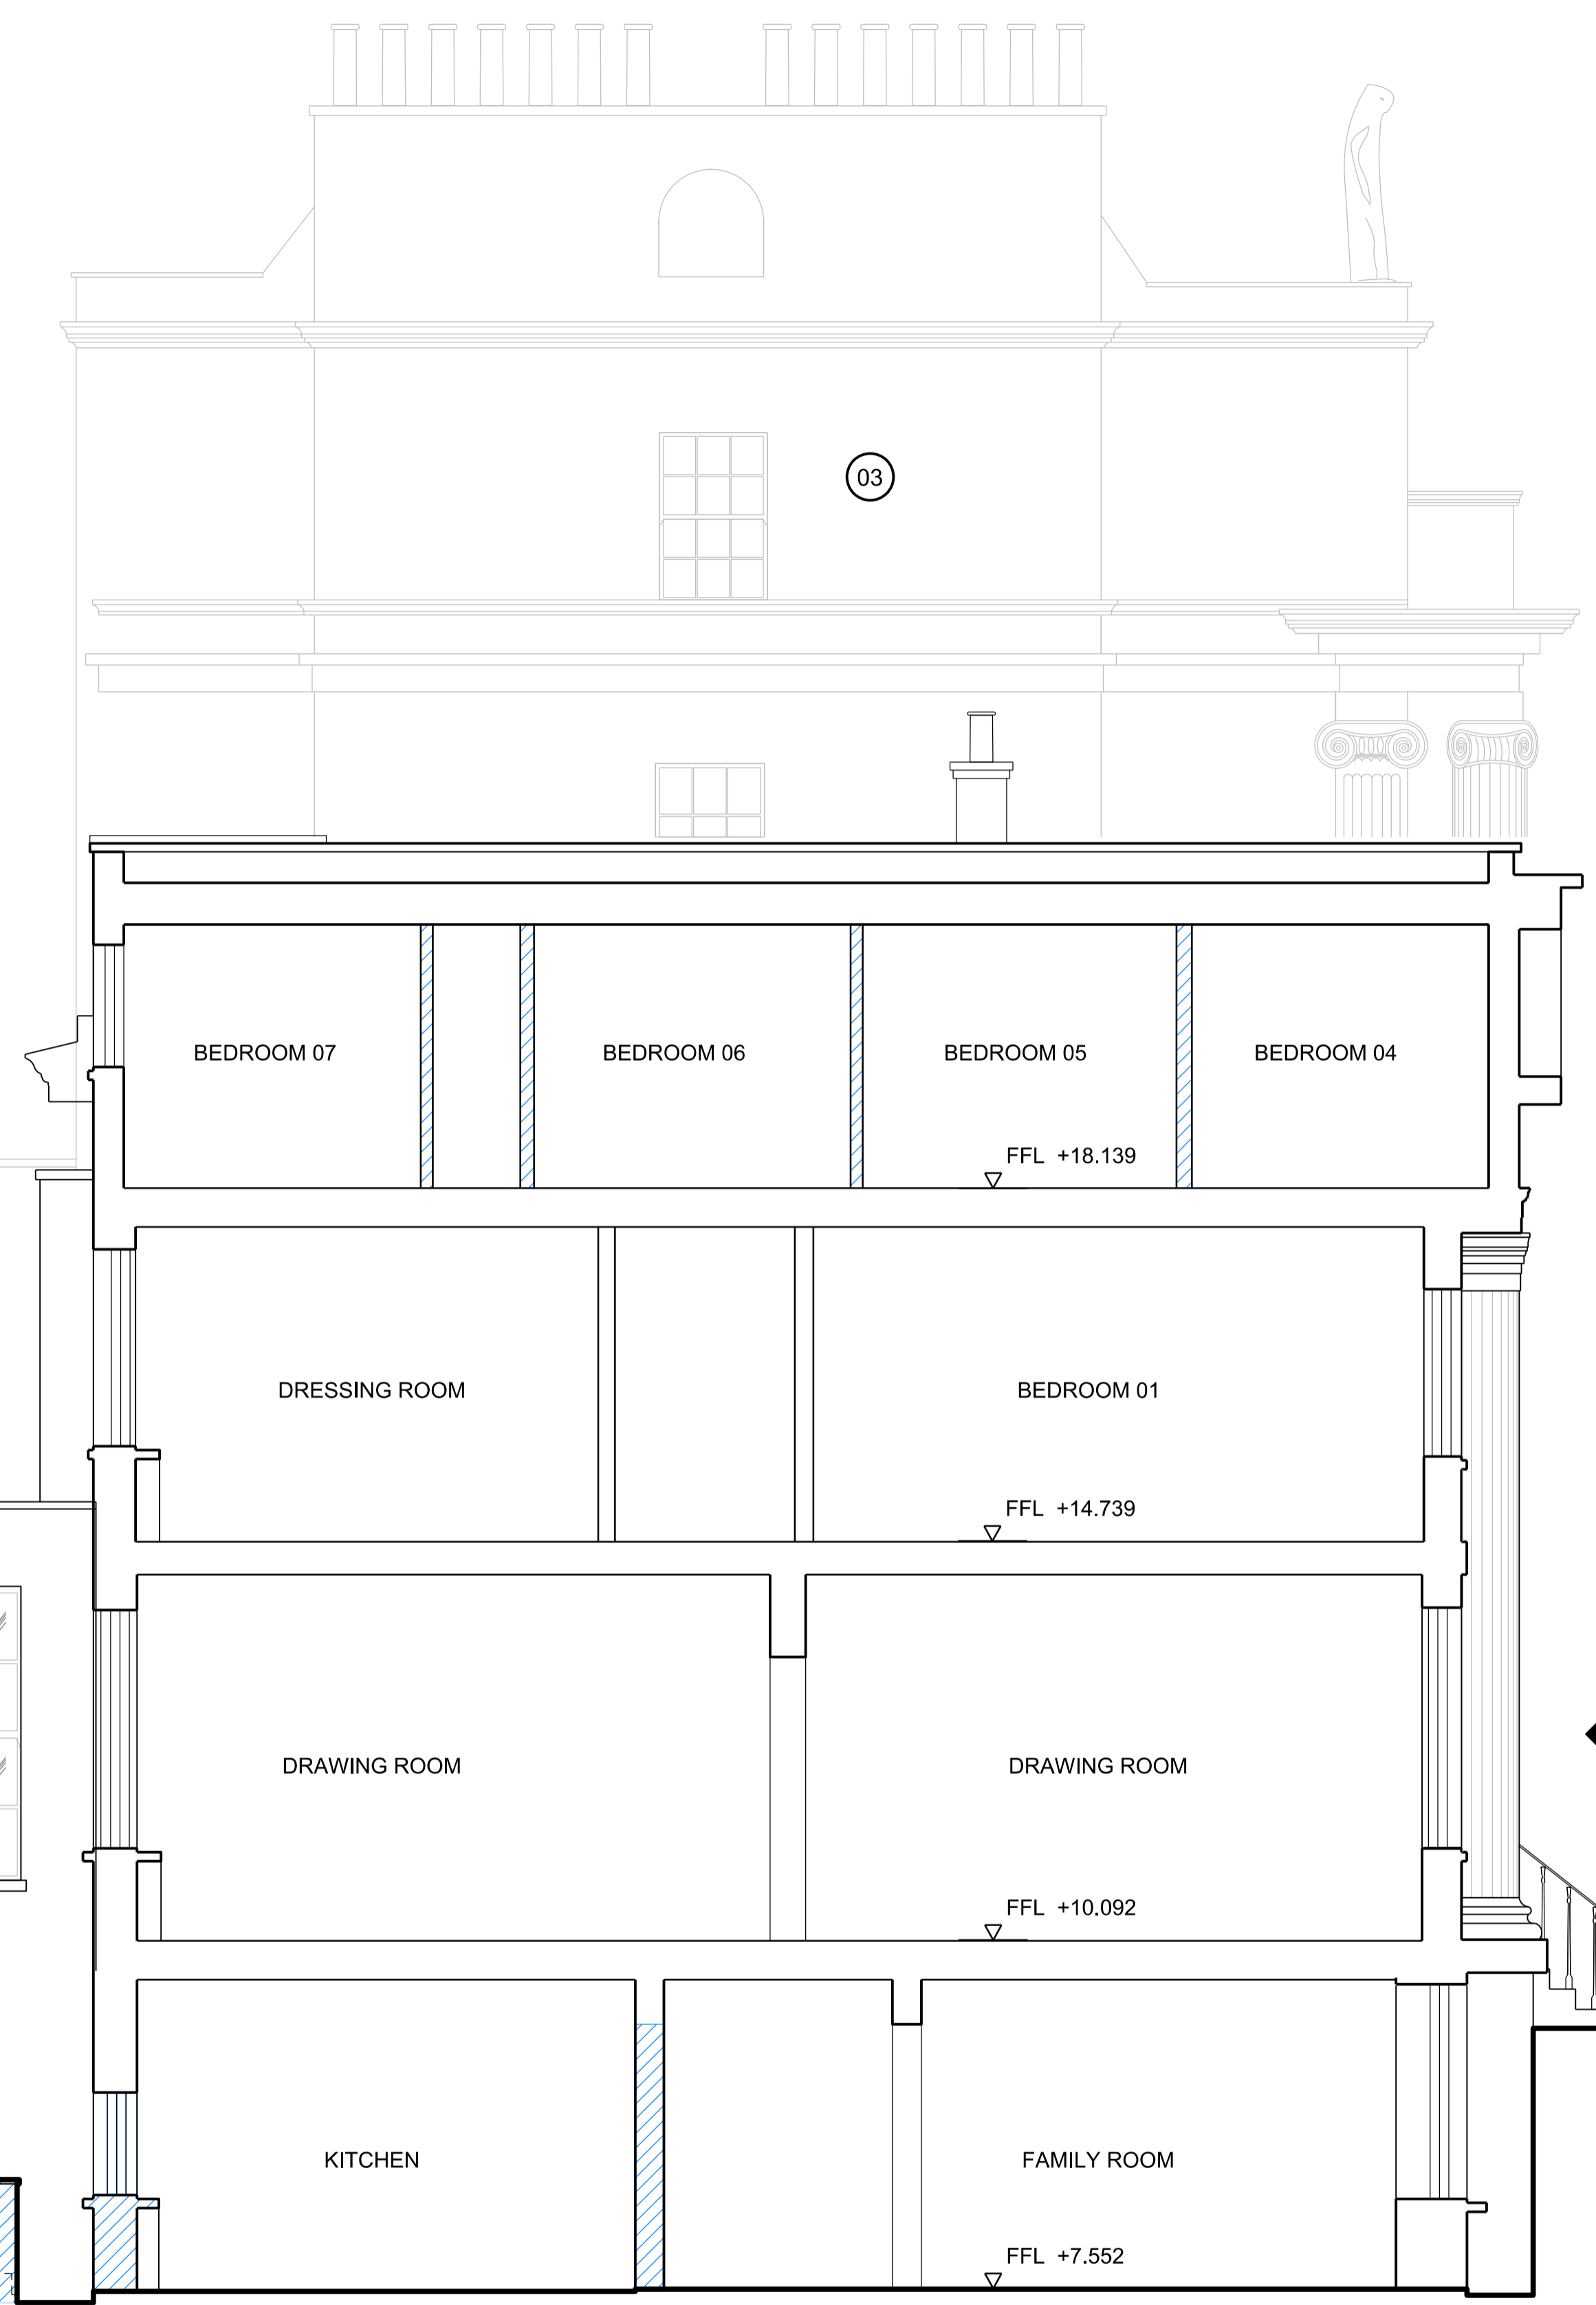 03
BEDROOM 07
BEDROOM 06
BEDROOM 05
BEDROOM 04
FFL +18.139
DRESSING ROOM
BEDROOM 01
FFL +14.739
DRAWING ROOM
DRAWING ROOM
FFL +10.092
KITCHEN
FAMILY ROOM
FFL +7.552